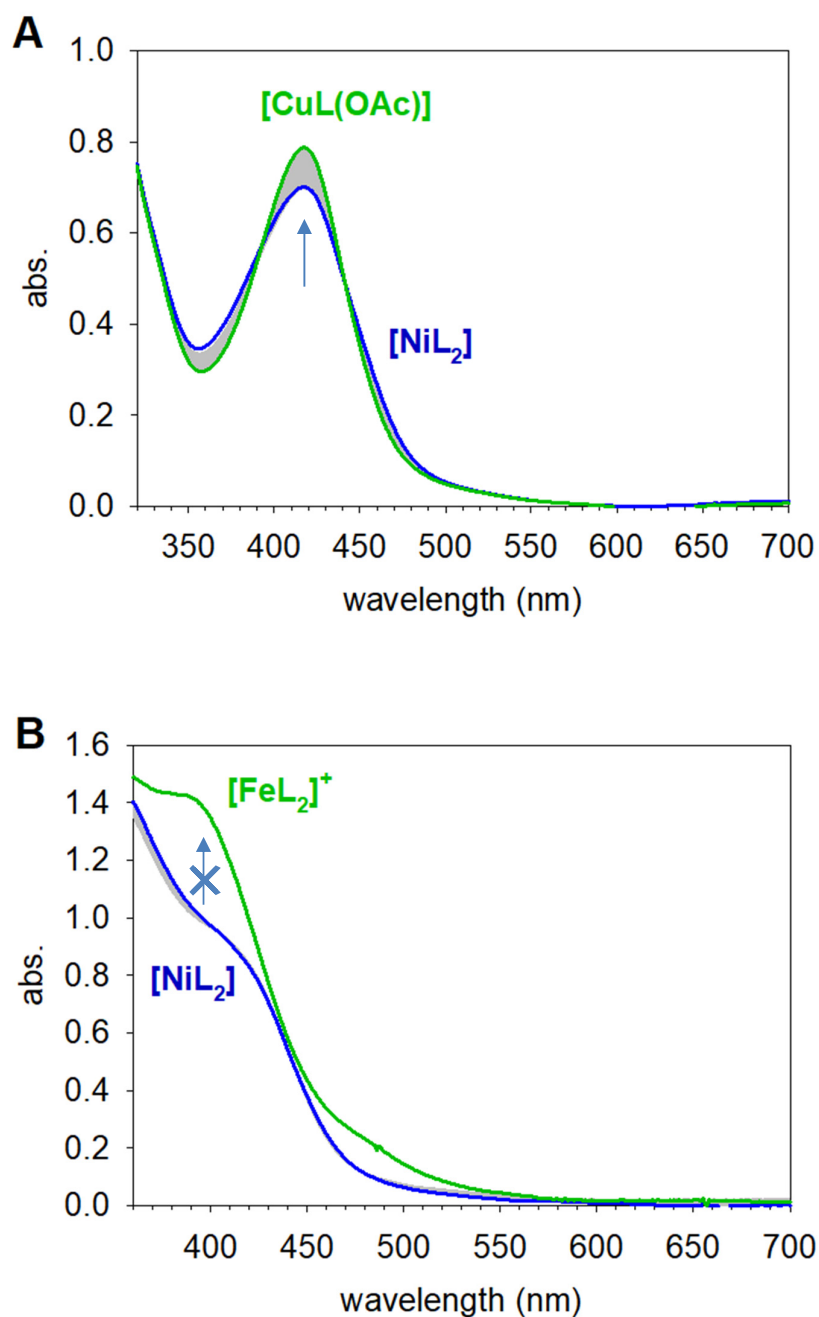 A
1.0
[CuL(OAc)]
0.8
0.6
abs.
0.4
[NiL₂]
0.2
0.0
350 400 450 500 550 600 650 700
wavelength (nm)
B
1.6
[FeL₂]⁺
1.4
1.2
1.0
[NiL₂]
abs.
0.8
0.6
0.4
0.2
0.0
400 450 500 550 600 650 700
wavelength (nm)